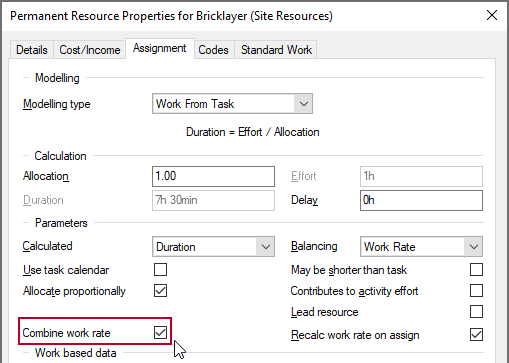 Permanent Resource Properties for Bricklayer (Site Resources)
Details Cost/Income Assignment Codes Standard Work
Modelling
Modelling type Work From Task
Duration = Effort / Allocation
Calculation
Allocation 1.00 Effort 1h
Duration 7h 30min Delay 0h
Parameters
Calculated Duration Balancing Work Rate
Use task calendar May be shorter than task
Allocate proportionally Contributes to activity effort
Lead resource
Combine work rate Recalc work rate on assign
Work based data